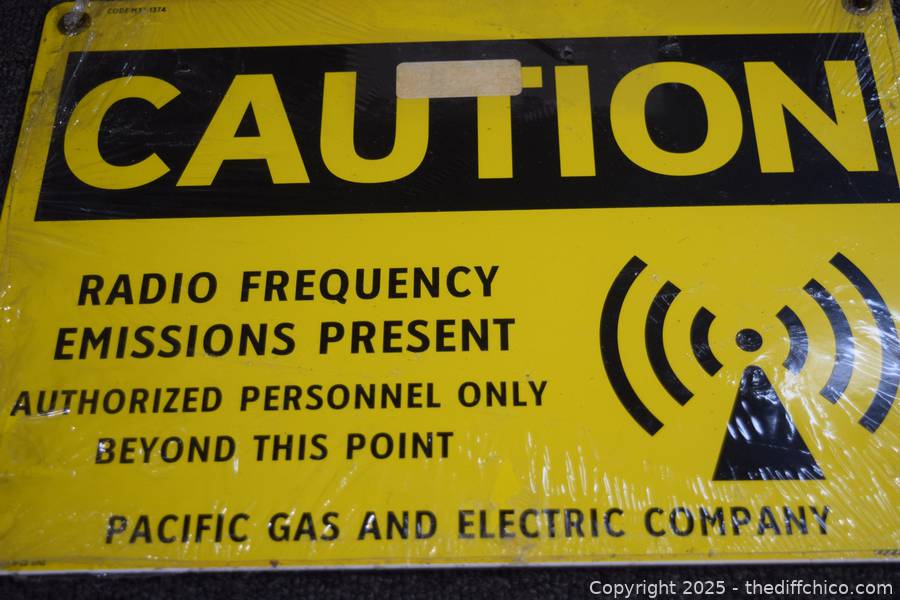 CAUTION
RADIO FREQUENCY
EMISSIONS PRESENT
AUTHORIZED PERSONNEL ONLY
BEYOND THIS POINT
PACIFIC GAS AND ELECTRIC COMPANY
Copyright 2025 - thediffchico.com